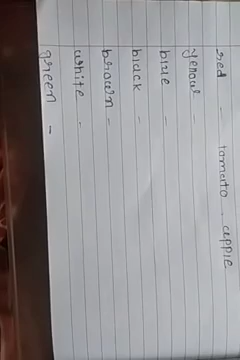 red - tomato - apple
yellow -
blue -
black -
brown -
white -
green -